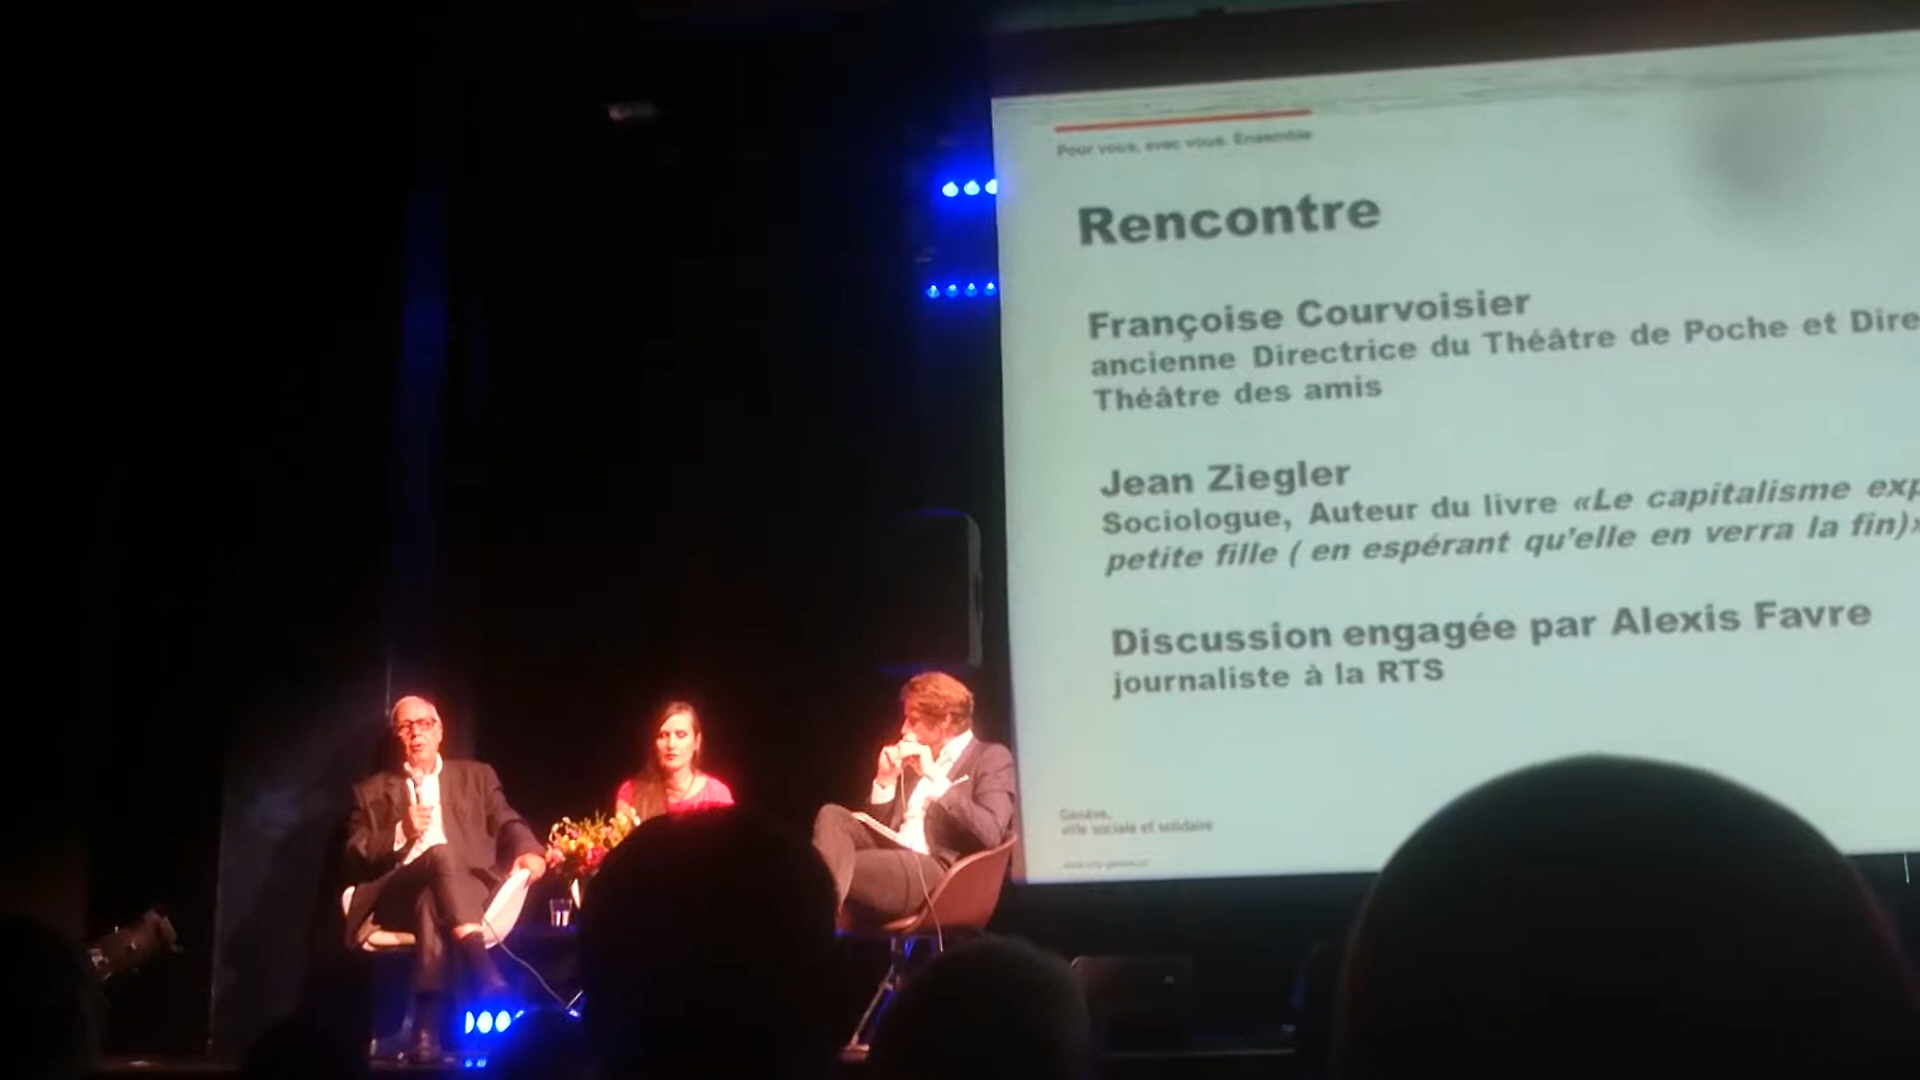 Pour vous, avec vous. Ensemble
Rencontre
Françoise Courvoisier
ancienne Directrice du Théâtre de Poche et Dire
Théâtre des amis
Jean Ziegler
Sociologue, Auteur du livre «Le capitalisme exp
petite fille ( en espérant qu'elle en verra la fin)»
Discussion engagée par Alexis Favre
journaliste à la RTS
Genève,
ville sociale et solidaire